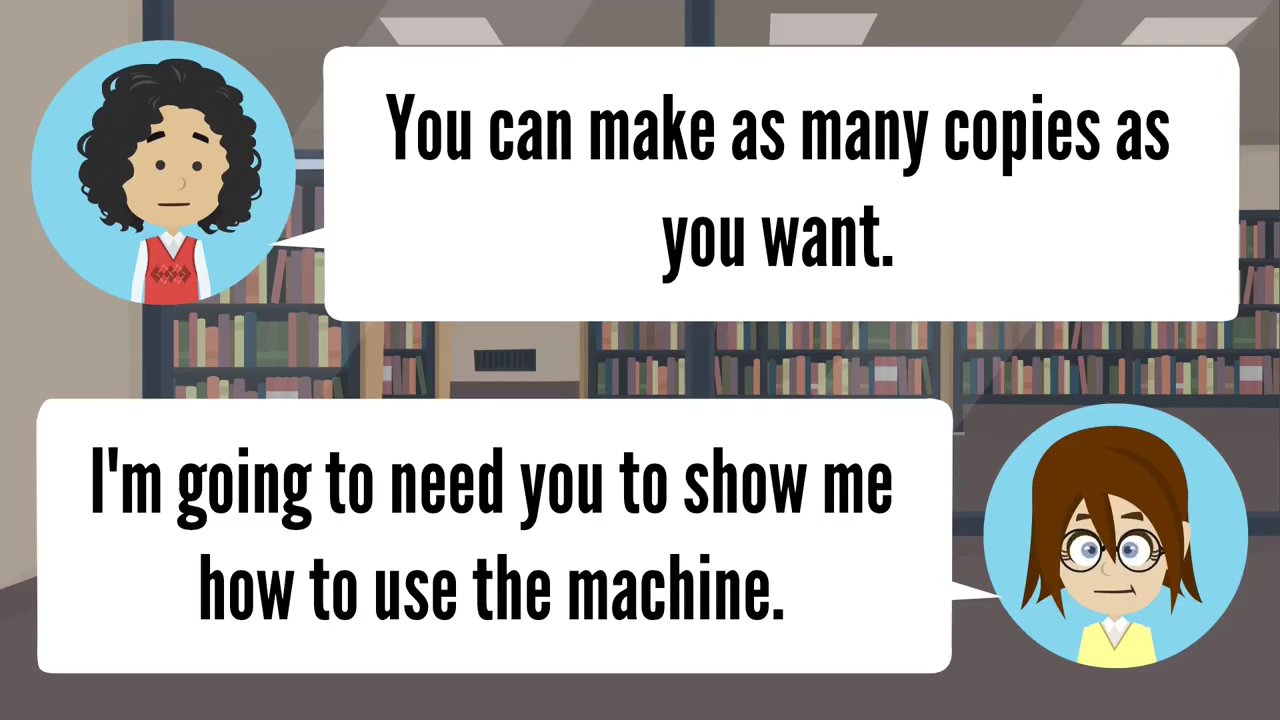 You can make as many copies as
you want.
I'm going to need you to show me
how to use the machine.